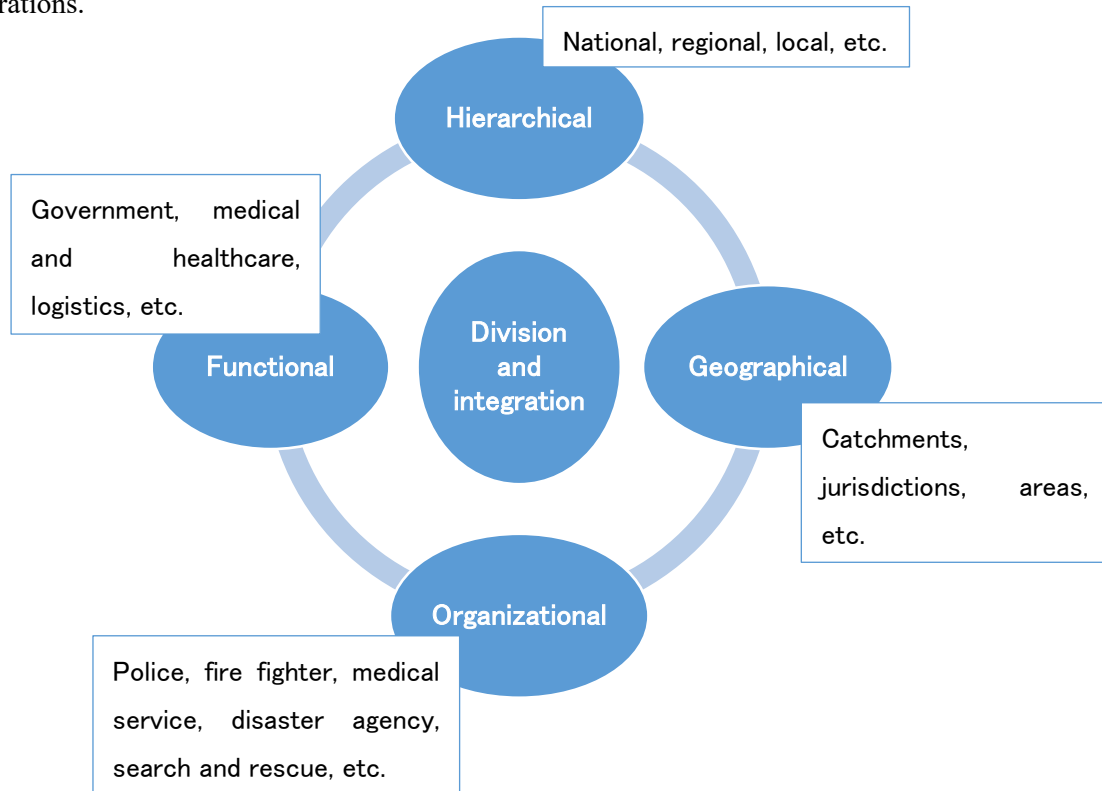 rations.
National, regional, local, etc.
Hierarchical
Government, medical
and healthcare,
logistics, etc.
Functional
Division
and
integration
Geographical
Catchments,
jurisdictions, areas,
etc.
Organizational
Police, fire fighter, medical
service, disaster agency,
search and rescue, etc.